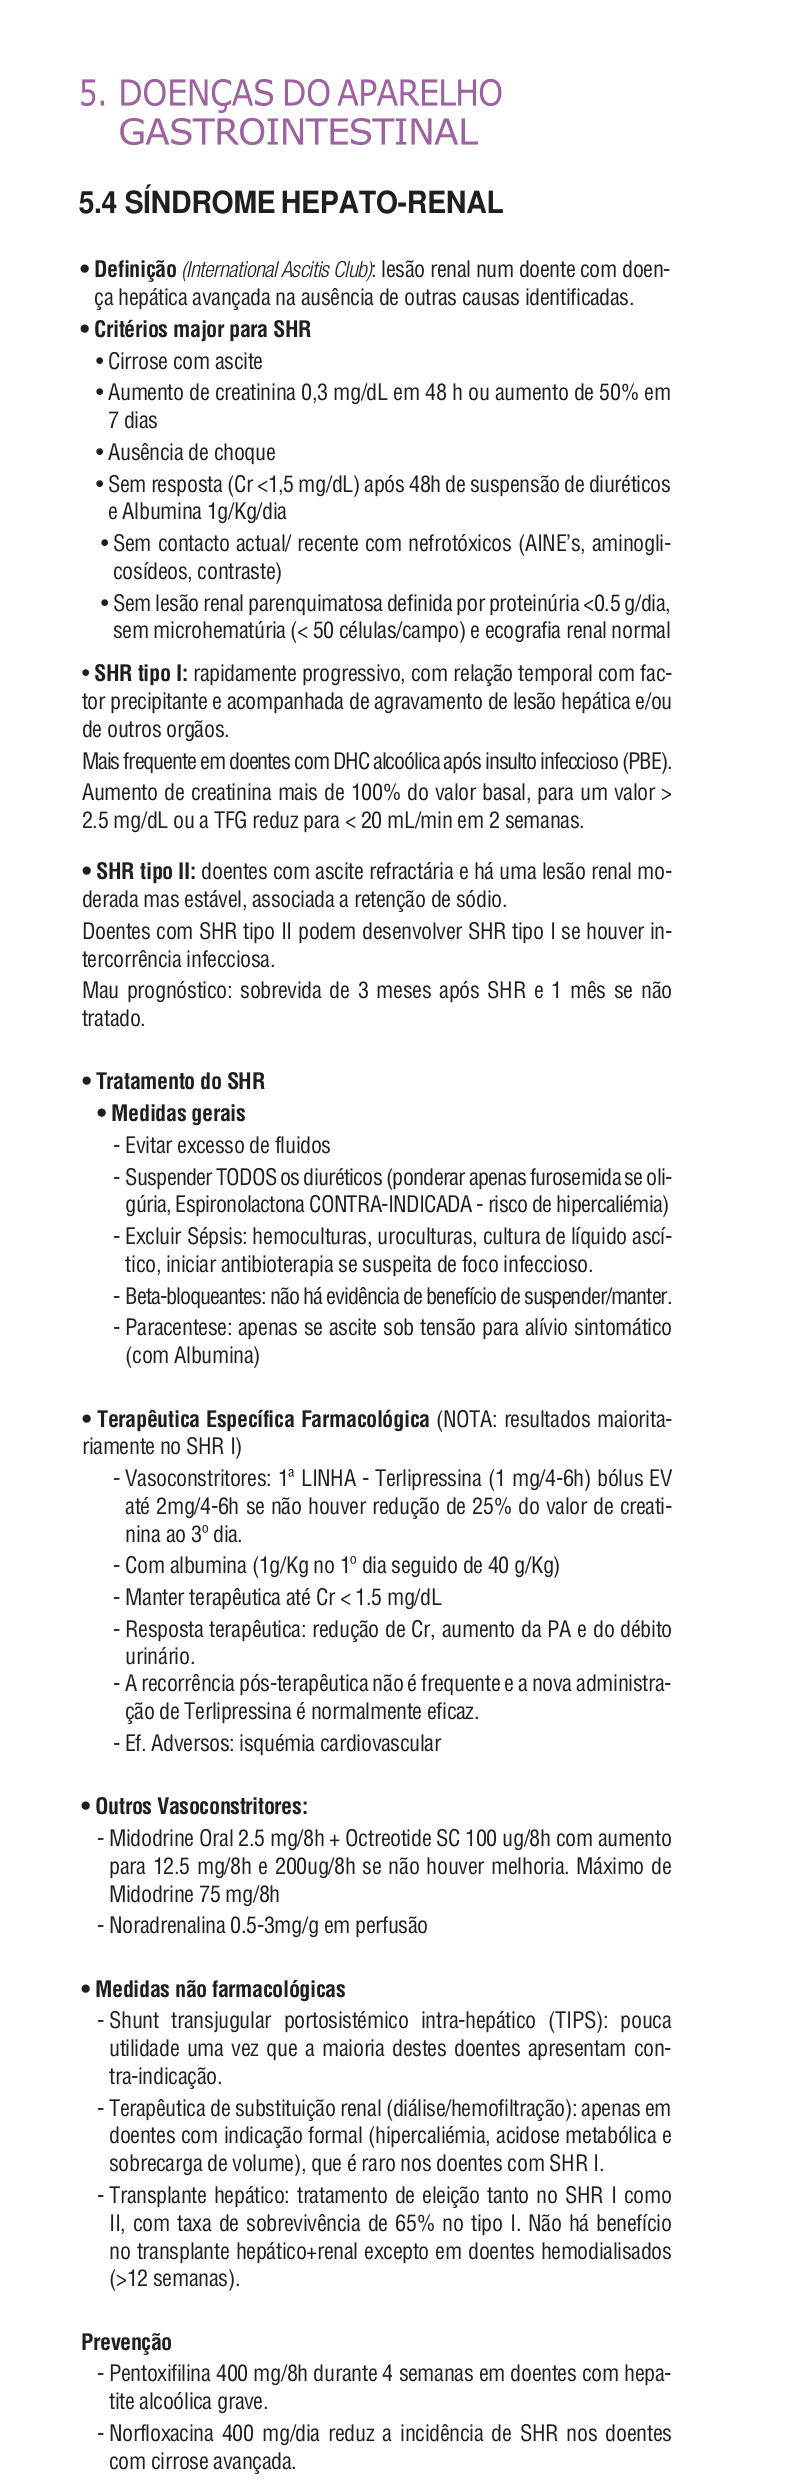 5. DOENÇAS DO APARELHO
GASTROINTESTINAL
5.4 SÍNDROME HEPATO-RENAL
• Definição (International Ascitis Club): lesão renal num doente com doen-
ça hepática avançada na ausência de outras causas identificadas.
• Critérios major para SHR
• Cirrose com ascite
• Aumento de creatinina 0,3 mg/dL em 48 h ou aumento de 50% em
7 dias
• Ausência de choque
• Sem resposta (Cr <1,5 mg/dL) após 48h de suspensão de diuréticos
e Albumina 1g/Kg/dia
• Sem contacto actual/ recente com nefrotóxicos (AINE's, aminogli-
cosídeos, contraste)
• Sem lesão renal parenquimatosa definida por proteinúria <0.5 g/dia,
sem microhematúria (< 50 células/campo) e ecografia renal normal
• SHR tipo I: rapidamente progressivo, com relação temporal com fac-
tor precipitante e acompanhada de agravamento de lesão hepática e/ou
de outros orgãos.
Mais frequente em doentes com DHC alcoólica após insulto infeccioso (PBE).
Aumento de creatinina mais de 100% do valor basal, para um valor >
2.5 mg/dL ou a TFG reduz para < 20 mL/min em 2 semanas.
• SHR tipo II: doentes com ascite refractária e há uma lesão renal mo-
derada mas estável, associada a retenção de sódio.
Doentes com SHR tipo II podem desenvolver SHR tipo I se houver in-
tercorrência infecciosa.
Mau prognóstico: sobrevida de 3 meses após SHR e 1 mês se não
tratado.
• Tratamento do SHR
• Medidas gerais
- Evitar excesso de fluidos
- Suspender TODOS os diuréticos (ponderar apenas furosemida se oli-
gúria, Espironolactona CONTRA-INDICADA - risco de hipercaliémia)
- Excluir Sépsis: hemoculturas, uroculturas, cultura de líquido ascí-
tico, iniciar antibioterapia se suspeita de foco infeccioso.
- Beta-bloqueantes: não há evidência de benefício de suspender/manter.
- Paracentese: apenas se ascite sob tensão para alívio sintomático
(com Albumina)
• Terapêutica Específica Farmacológica (NOTA: resultados maiorita-
riamente no SHR I)
- Vasoconstritores: 1ª LINHA - Terlipressina (1 mg/4-6h) bólus EV
até 2mg/4-6h se não houver redução de 25% do valor de creati-
nina ao 3º dia.
- Com albumina (1g/Kg no 1º dia seguido de 40 g/Kg)
- Manter terapêutica até Cr < 1.5 mg/dL
- Resposta terapêutica: redução de Cr, aumento da PA e do débito
urinário.
- A recorrência pós-terapêutica não é frequente e a nova administra-
ção de Terlipressina é normalmente eficaz.
- Ef. Adversos: isquémia cardiovascular
• Outros Vasoconstritores:
- Midodrine Oral 2.5 mg/8h + Octreotide SC 100 ug/8h com aumento
para 12.5 mg/8h e 200ug/8h se não houver melhoria. Máximo de
Midodrine 75 mg/8h
- Noradrenalina 0.5-3mg/g em perfusão
• Medidas não farmacológicas
- Shunt transjugular portosistémico intra-hepático (TIPS): pouca
utilidade uma vez que a maioria destes doentes apresentam con-
tra-indicação.
- Terapêutica de substituição renal (diálise/hemofiltração): apenas em
doentes com indicação formal (hipercaliémia, acidose metabólica e
sobrecarga de volume), que é raro nos doentes com SHR I.
- Transplante hepático: tratamento de eleição tanto no SHR I como
II, com taxa de sobrevivência de 65% no tipo I. Não há benefício
no transplante hepático+renal excepto em doentes hemodialisados
(>12 semanas).
Prevenção
- Pentoxifilina 400 mg/8h durante 4 semanas em doentes com hepa-
tite alcoólica grave.
- Norfloxacina 400 mg/dia reduz a incidência de SHR nos doentes
com cirrose avançada.